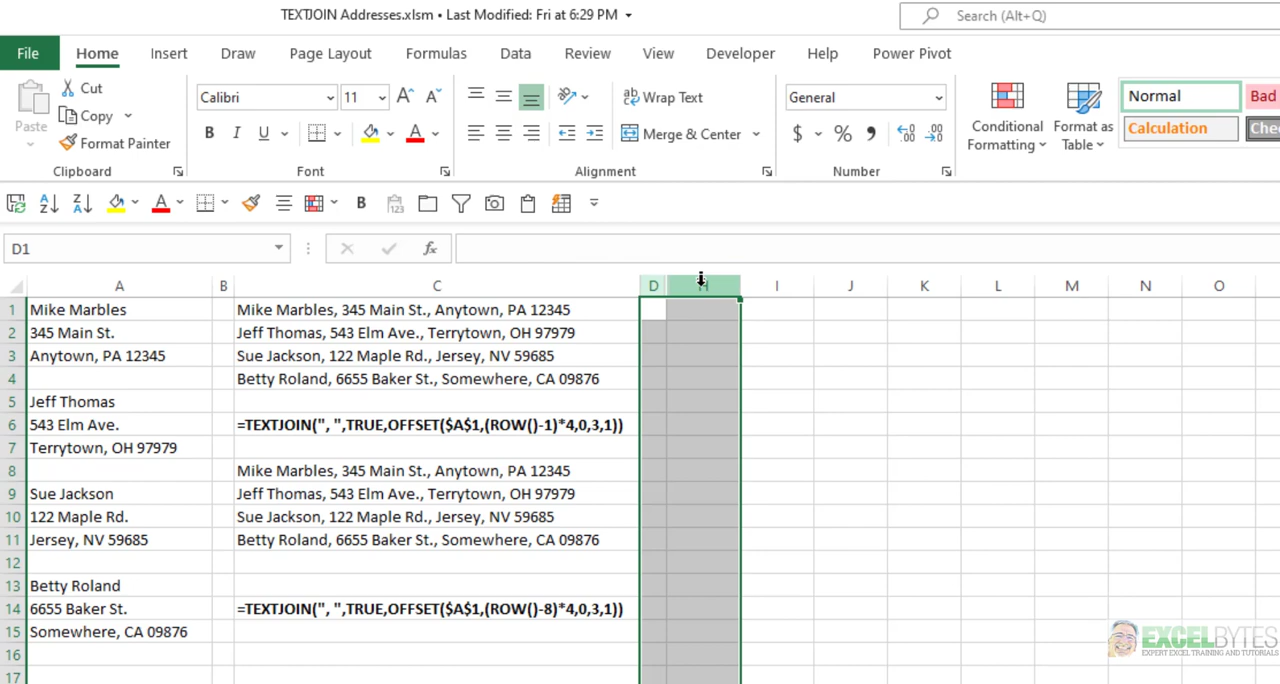 TEXTJOIN Addresses.xlsm • Last Modified: Fri at 6:29 PM
Search (Alt+Q)
File Home Insert Draw Page Layout Formulas Data Review View Developer Help Power Pivot
Paste
Cut
Copy
Format Painter
Clipboard
Calibri 11
B I U
Font
Wrap Text
Merge & Center
Alignment
General
$ % 9
Number
Conditional Formatting
Format as Table
Normal
Bad
Calculation
D1
fx
A B C D H I J K L M N O
1 Mike Marbles Mike Marbles, 345 Main St., Anytown, PA 12345
2 345 Main St. Jeff Thomas, 543 Elm Ave., Terrytown, OH 97979
3 Anytown, PA 12345 Sue Jackson, 122 Maple Rd., Jersey, NV 59685
4 Betty Roland, 6655 Baker St., Somewhere, CA 09876
5 Jeff Thomas
6 543 Elm Ave. =TEXTJOIN(", ",TRUE,OFFSET($A$1,(ROW()-1)*4,0,3,1))
7 Terrytown, OH 97979
8 Mike Marbles, 345 Main St., Anytown, PA 12345
9 Sue Jackson Jeff Thomas, 543 Elm Ave., Terrytown, OH 97979
10 122 Maple Rd. Sue Jackson, 122 Maple Rd., Jersey, NV 59685
11 Jersey, NV 59685 Betty Roland, 6655 Baker St., Somewhere, CA 09876
12
13 Betty Roland
14 6655 Baker St. =TEXTJOIN(", ",TRUE,OFFSET($A$1,(ROW()-8)*4,0,3,1))
15 Somewhere, CA 09876
16
17
EXCELBYTES
EXPERT EXCEL TRAINING AND TUTORIALS